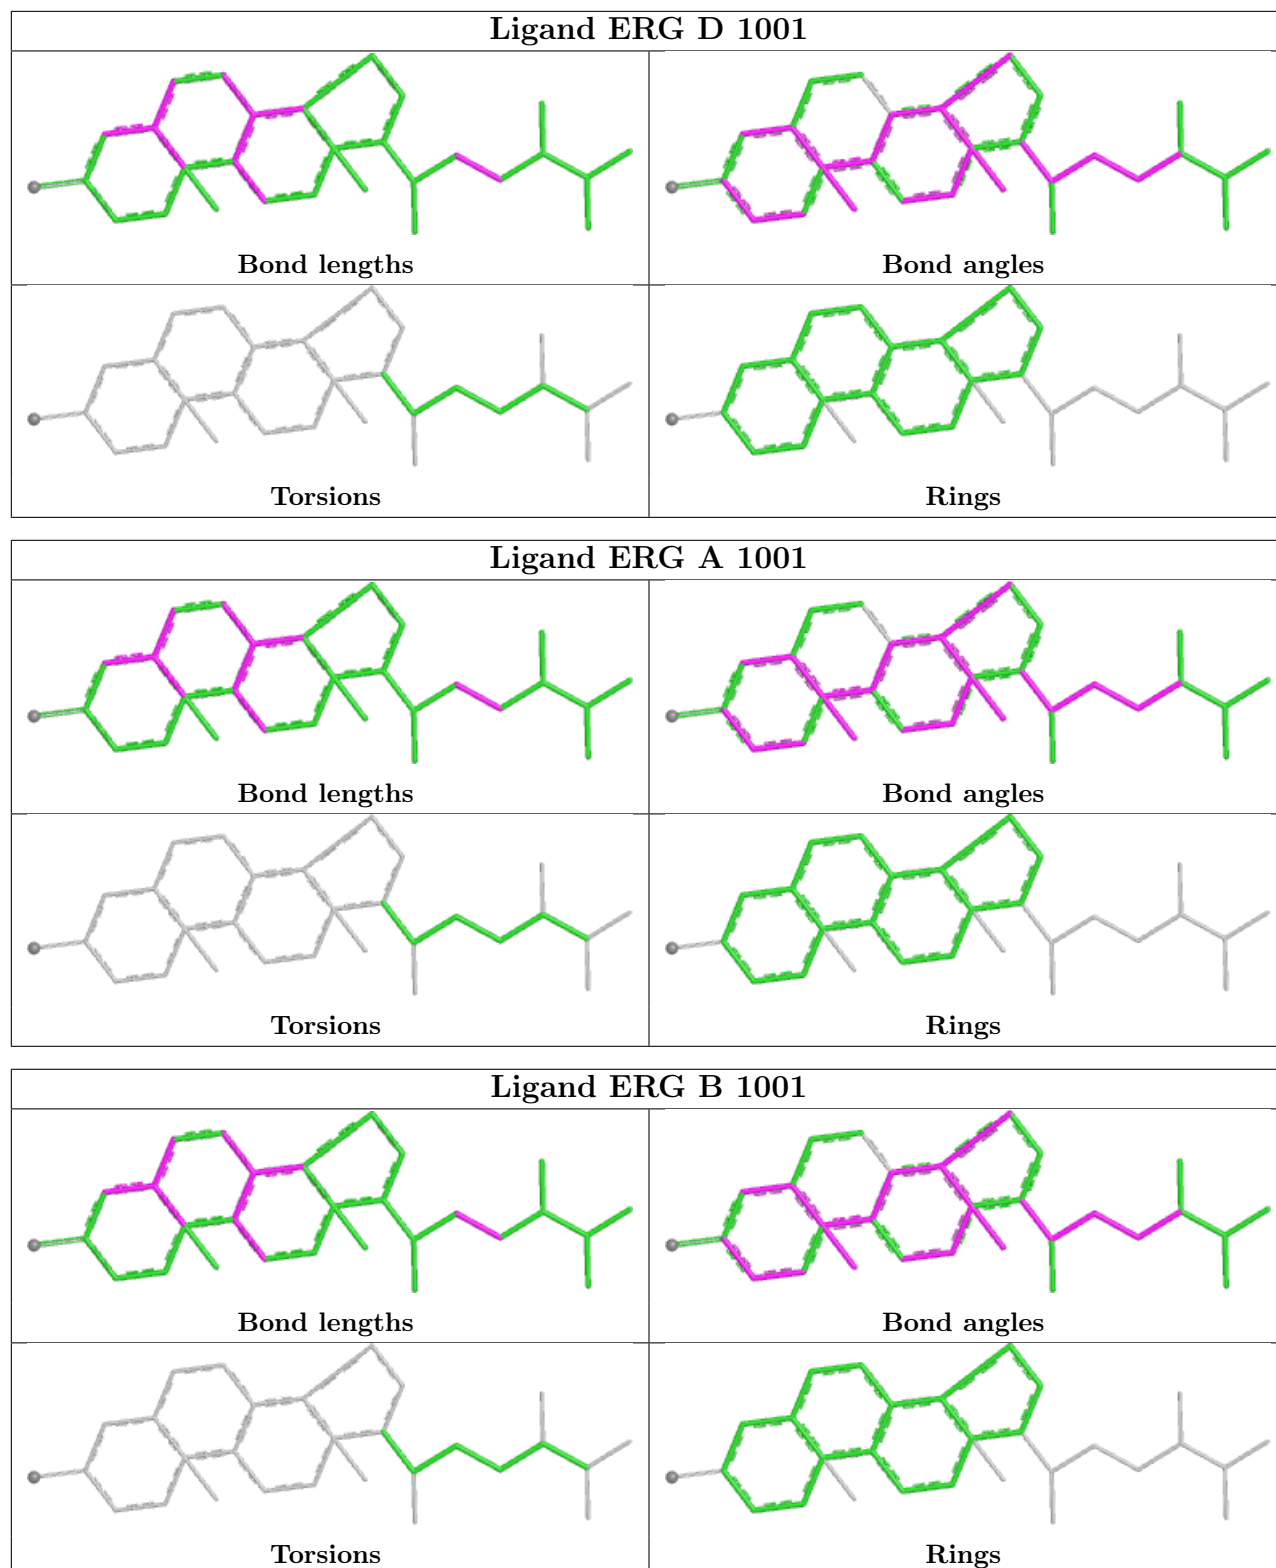 Ligand ERG D 1001
Bond lengths
Bond angles
Torsions
Rings
Ligand ERG A 1001
Bond lengths
Bond angles
Torsions
Rings
Ligand ERG B 1001
Bond lengths
Bond angles
Torsions
Rings